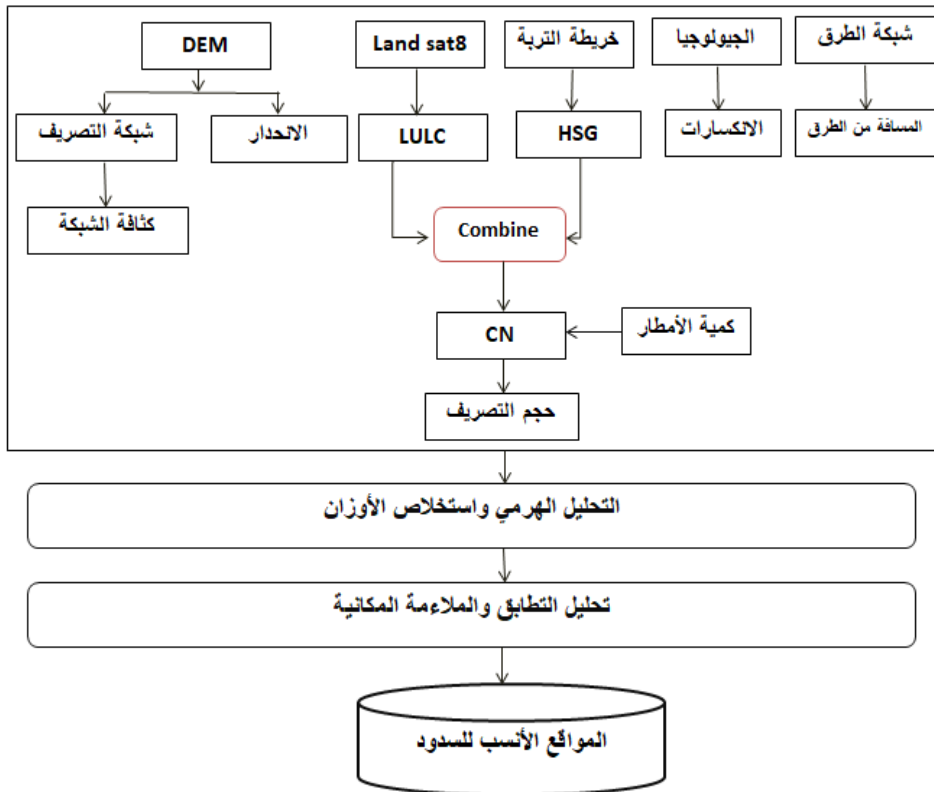 DEM
Land sat8
خريطة التربة
الجيولوجيا
شبكة الطرق
شبكة التصريف
الانحدار
LULC
HSG
الانكسارات
المسافة من الطرق
كثافة الشبكة
Combine
CN
كمية الأمطار
حجم التصريف
التحليل الهرمي واستخلاص الأوزان
تحليل التطابق والملاءمة المكانية
المواقع الأنسب للسدود